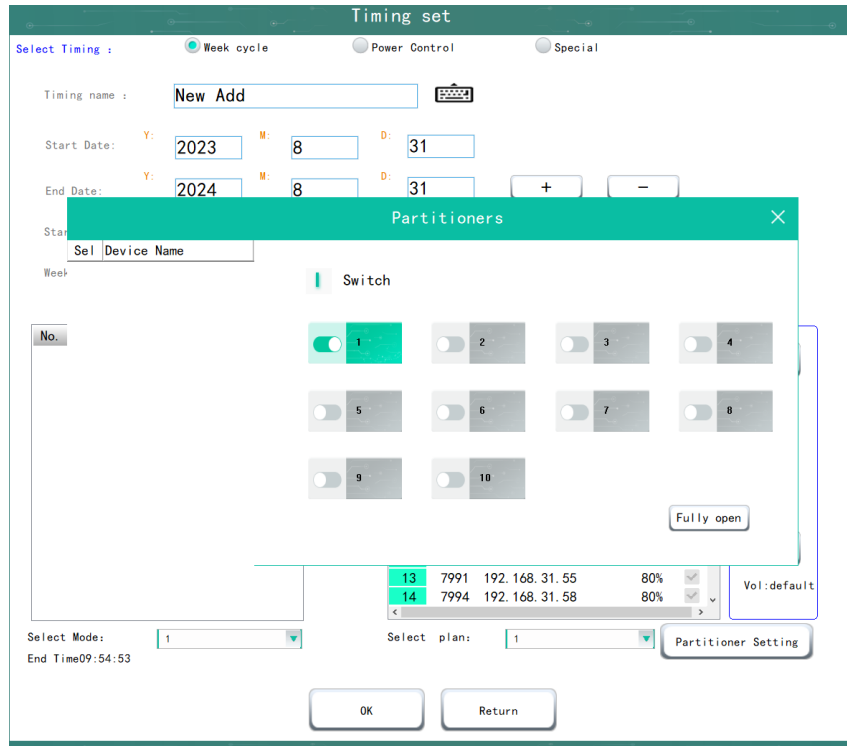 Timing set
Select Timing : Week cycle Power Control Special
Timing name : New Add
Start Date: Y: 2023 M: 8 D: 31
End Date: Y: 2024 M: 8 D: 31 + −
Partitioners
Star
Sel Device Name
Week
Switch
No.
1 2 3 4
5 6 7 8
9 10
Fully open
13 7991 192.168.31.55 80%
14 7994 192.168.31.58 80%
Vol:default
Select Mode: 1 Select plan: 1 Partitioner Setting
End Time09:54:53
OK Return